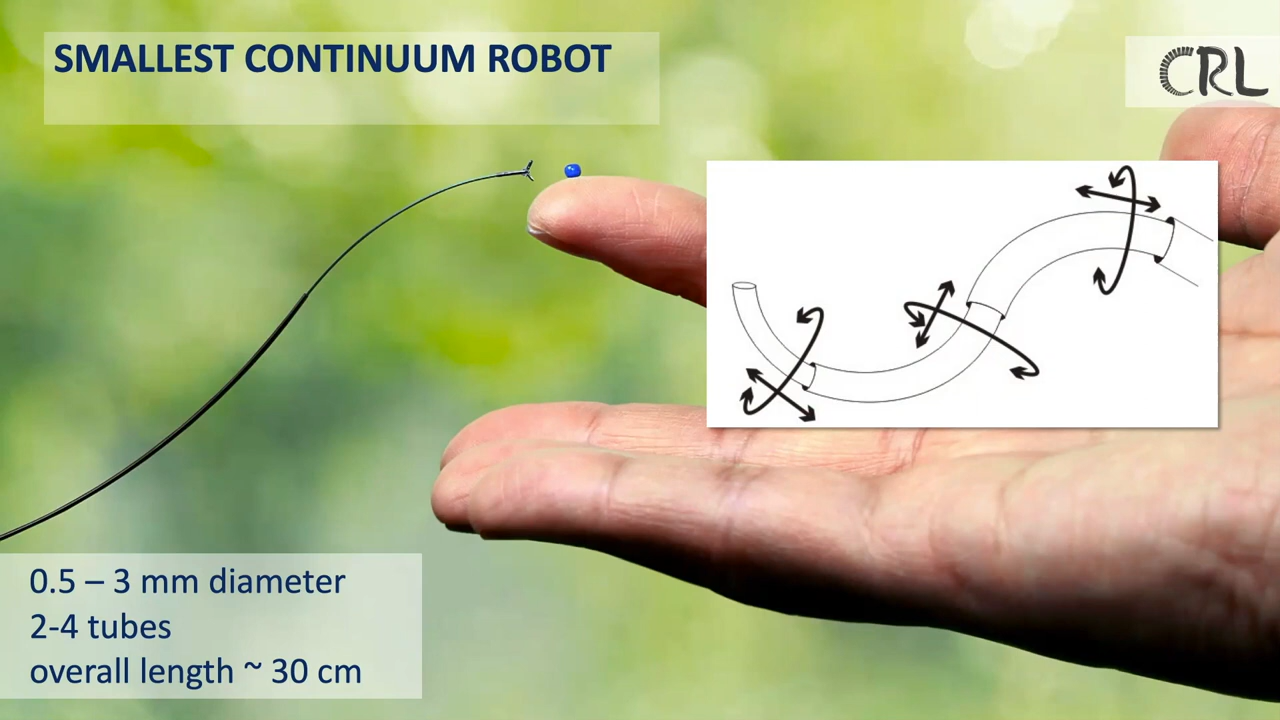 SMALLEST CONTINUUM ROBOT
CRL
0.5 – 3 mm diameter
2-4 tubes
overall length ~ 30 cm